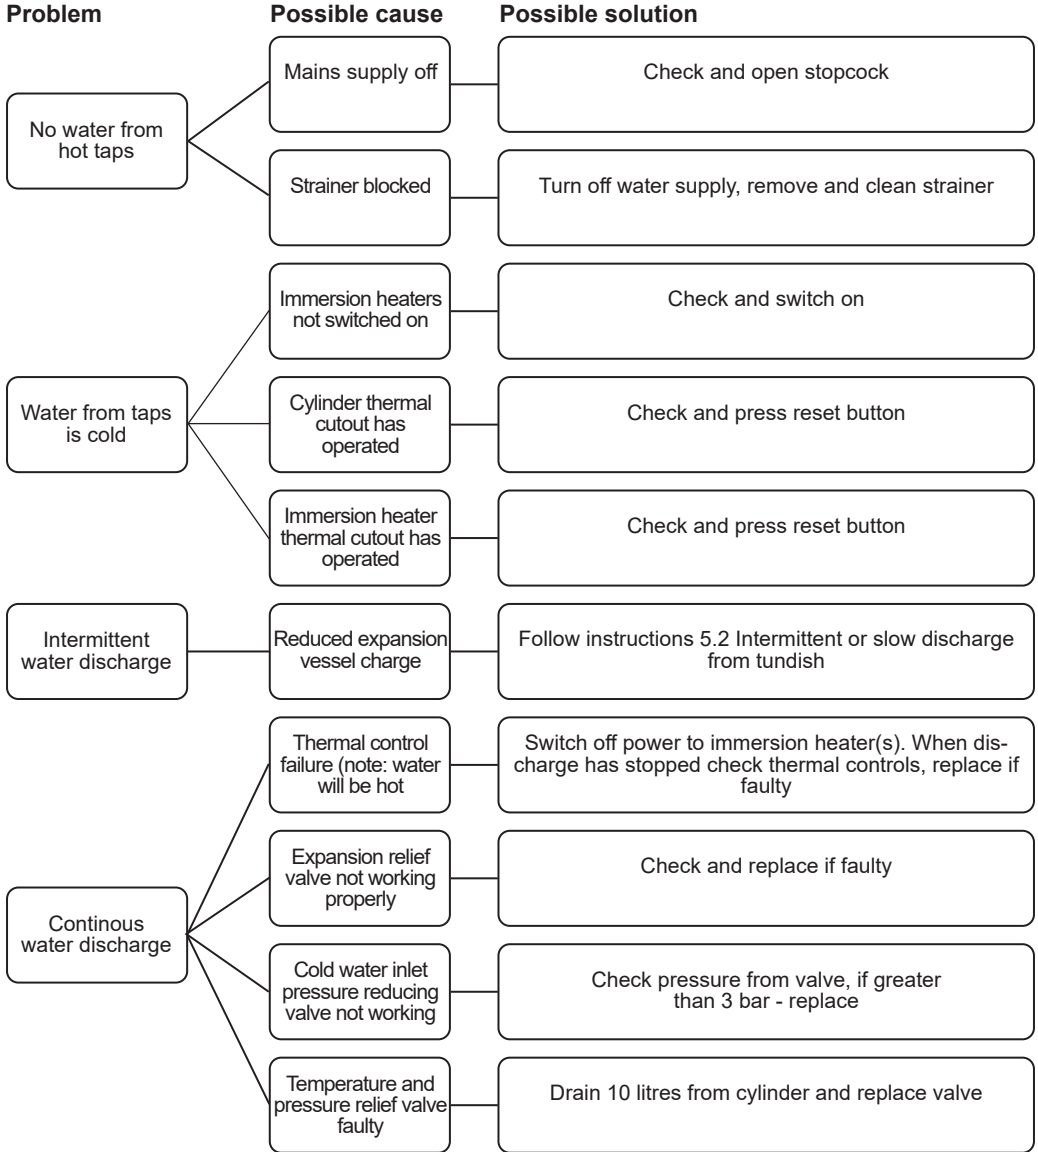 Problem
Possible cause
Possible solution
No water from
hot taps
Mains supply off
Check and open stopcock
Strainer blocked
Turn off water supply, remove and clean strainer
Water from taps
is cold
Immersion heaters
not switched on
Check and switch on
Cylinder thermal
cutout has
operated
Check and press reset button
Immersion heater
thermal cutout has
operated
Check and press reset button
Intermittent
water discharge
Reduced expansion
vessel charge
Follow instructions 5.2 Intermittent or slow discharge
from tundish
Continous
water discharge
Thermal control
failure (note: water
will be hot
Switch off power to immersion heater(s). When dis-
charge has stopped check thermal controls, replace if
faulty
Expansion relief
valve not working
properly
Check and replace if faulty
Cold water inlet
pressure reducing
valve not working
Check pressure from valve, if greater
than 3 bar - replace
Temperature and
pressure relief valve
faulty
Drain 10 litres from cylinder and replace valve